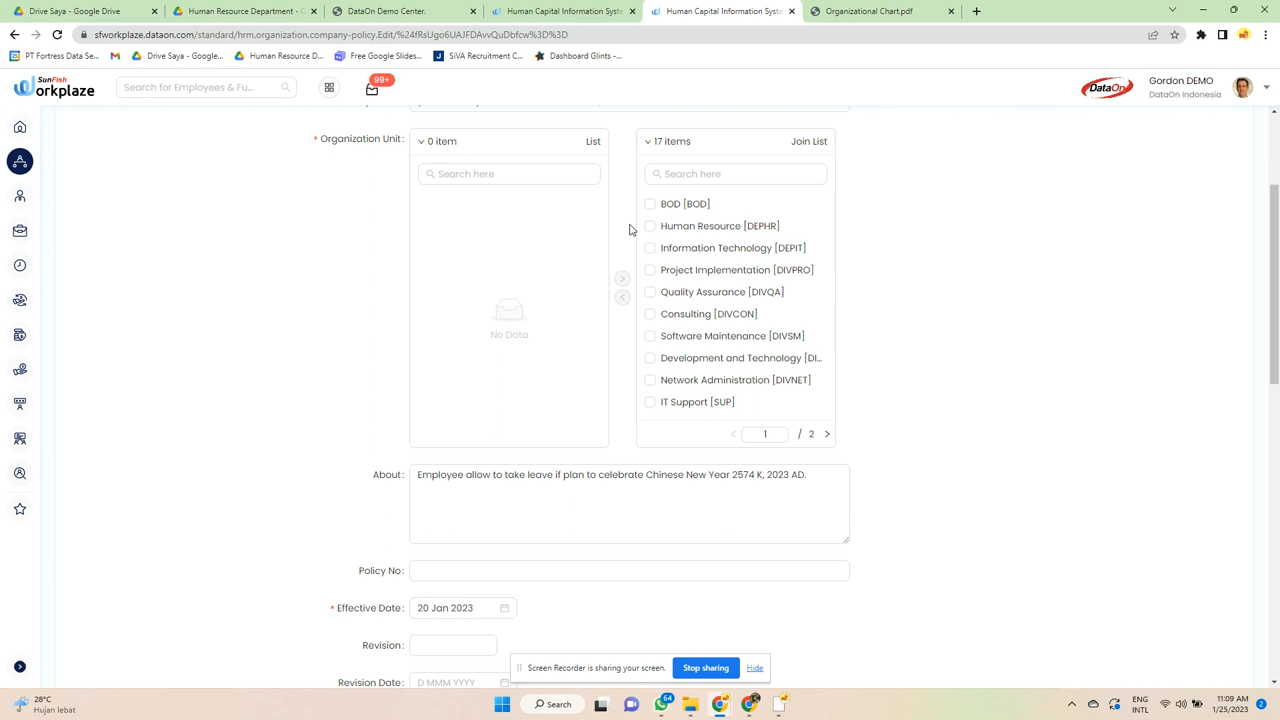 Drive Saya - Google
Human Resource Department - G
DataOn Demo Center.
Human Capital Information Syste
Human Capital Information Syste
Organizational Chart.pdf
sfworkplaze.dataon.com/standard/hrm.organization.company-policy.Edit/%24fRsUgo6UAJFDAvvQuDbfcw%3D%3D
PT Fortress Data Se...
Drive Saya - Google...
Human Resource D...
Free Google Slides...
SiVA Recruitment C...
Dashboard Glints -...
SunFish
Workplaze
Search for Employees & Fu...
99+
DataOn
Gordon DEMO
DataOn Indonesia
* Organization Unit :
0 item List
17 items Join List
Search here
Search here
BOD [BOD]
Human Resource [DEPHR]
Information Technology [DEPIT]
Project Implementation [DIVPRO]
Quality Assurance [DIVQA]
Consulting [DIVCON]
Software Maintenance [DIVSM]
Development and Technology [DI...
Network Administration [DIVNET]
IT Support [SUP]
No Data
< 1 / 2 >
About :
Employee allow to take leave if plan to celebrate Chinese New Year 2574 K, 2023 AD.
Policy No :
* Effective Date : 20 Jan 2023
Revision :
Revision Date : D MMM YYYY
Screen Recorder is sharing your screen. Stop sharing Hide
28°C
Hujan lebat
Search
64
ENG
INTL
11:09 AM
1/25/2023
2